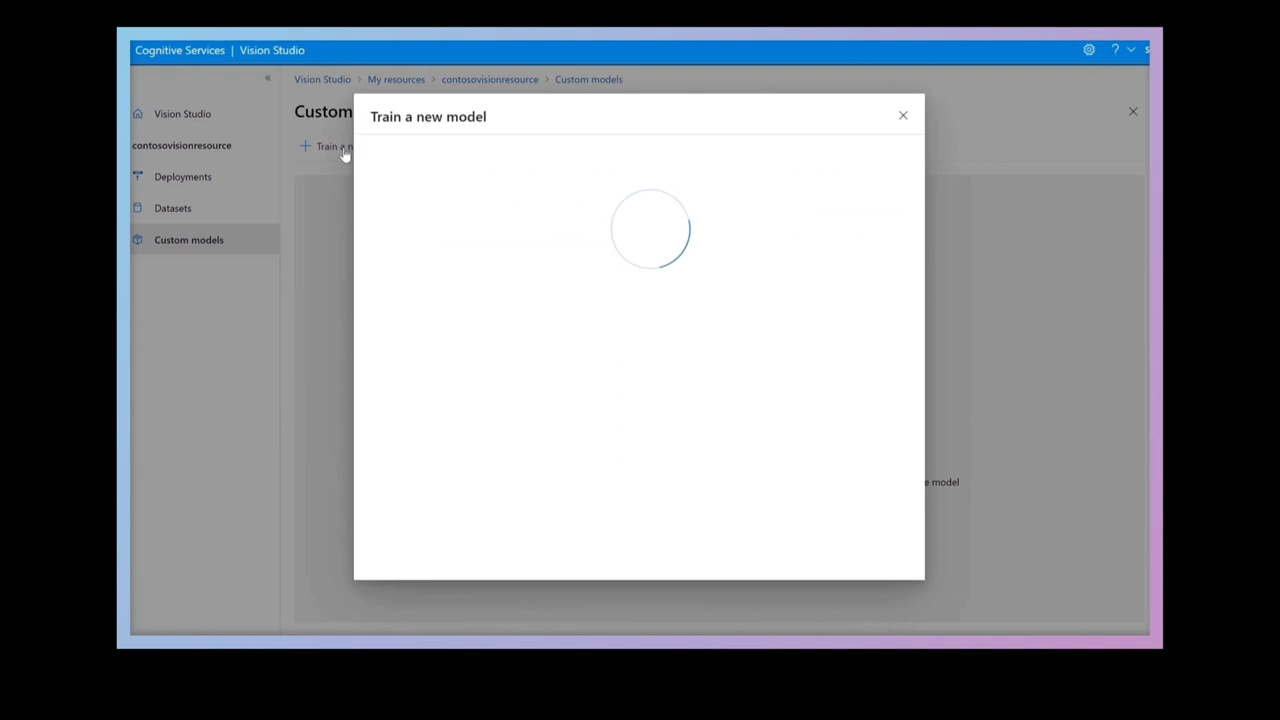 Cognitive Services | Vision Studio
Vision Studio > My resources > contosovisionresource > Custom models
Custom
Train a new model
Vision Studio
contosovisionresource
Train a n
Deployments
Datasets
Custom models
e model